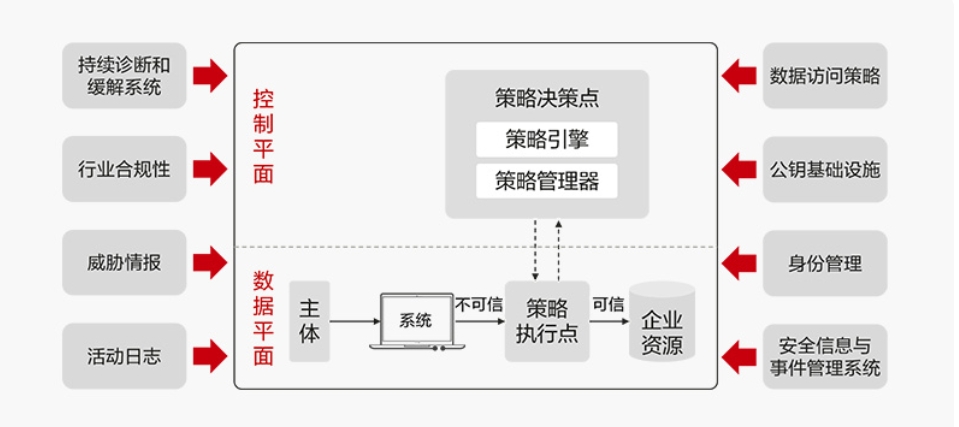 持续诊断和
缓解系统
行业合规性
威胁情报
活动日志
控制平面
策略决策点
策略引擎
策略管理器
数据平面
主体
系统
不可信
策略
执行点
可信
企业
资源
数据访问策略
公钥基础设施
身份管理
安全信息与
事件管理系统